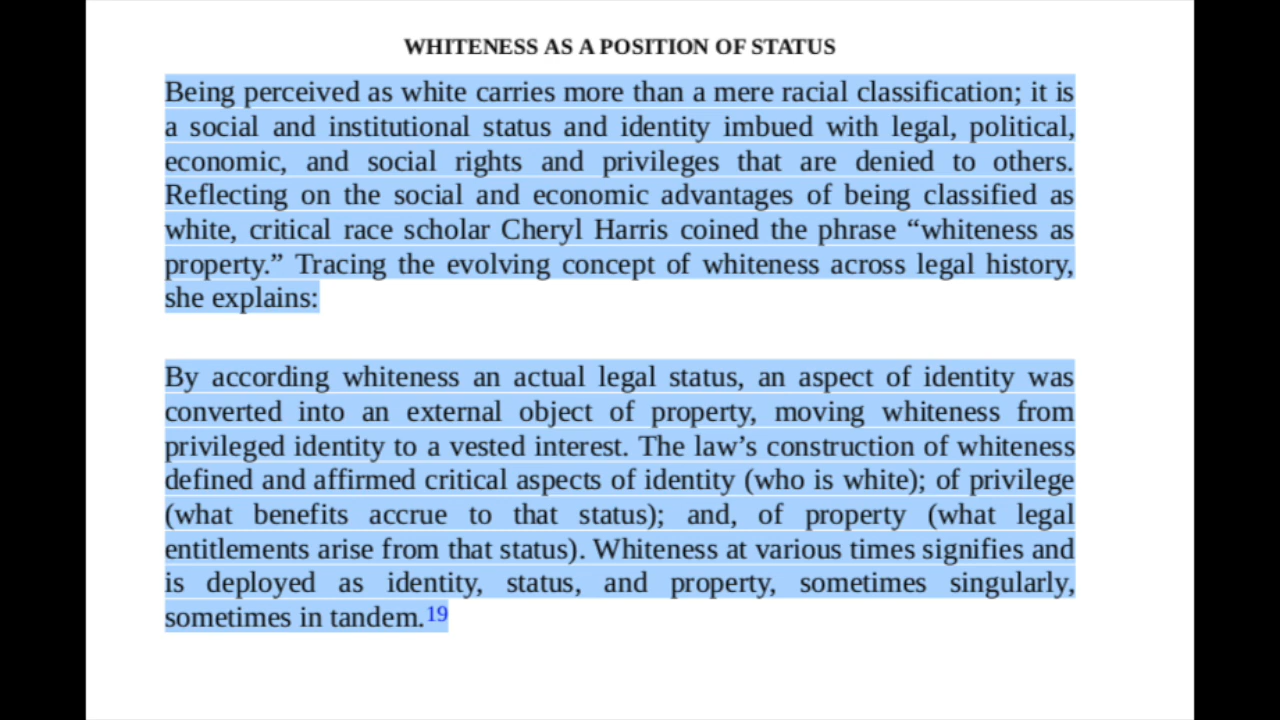 WHITENESS AS A POSITION OF STATUS
Being perceived as white carries more than a mere racial classification; it is
a social and institutional status and identity imbued with legal, political,
economic, and social rights and privileges that are denied to others.
Reflecting on the social and economic advantages of being classified as
white, critical race scholar Cheryl Harris coined the phrase “whiteness as
property.” Tracing the evolving concept of whiteness across legal history,
she explains:
By according whiteness an actual legal status, an aspect of identity was
converted into an external object of property, moving whiteness from
privileged identity to a vested interest. The law’s construction of whiteness
defined and affirmed critical aspects of identity (who is white); of privilege
(what benefits accrue to that status); and, of property (what legal
entitlements arise from that status). Whiteness at various times signifies and
is deployed as identity, status, and property, sometimes singularly,
sometimes in tandem.19